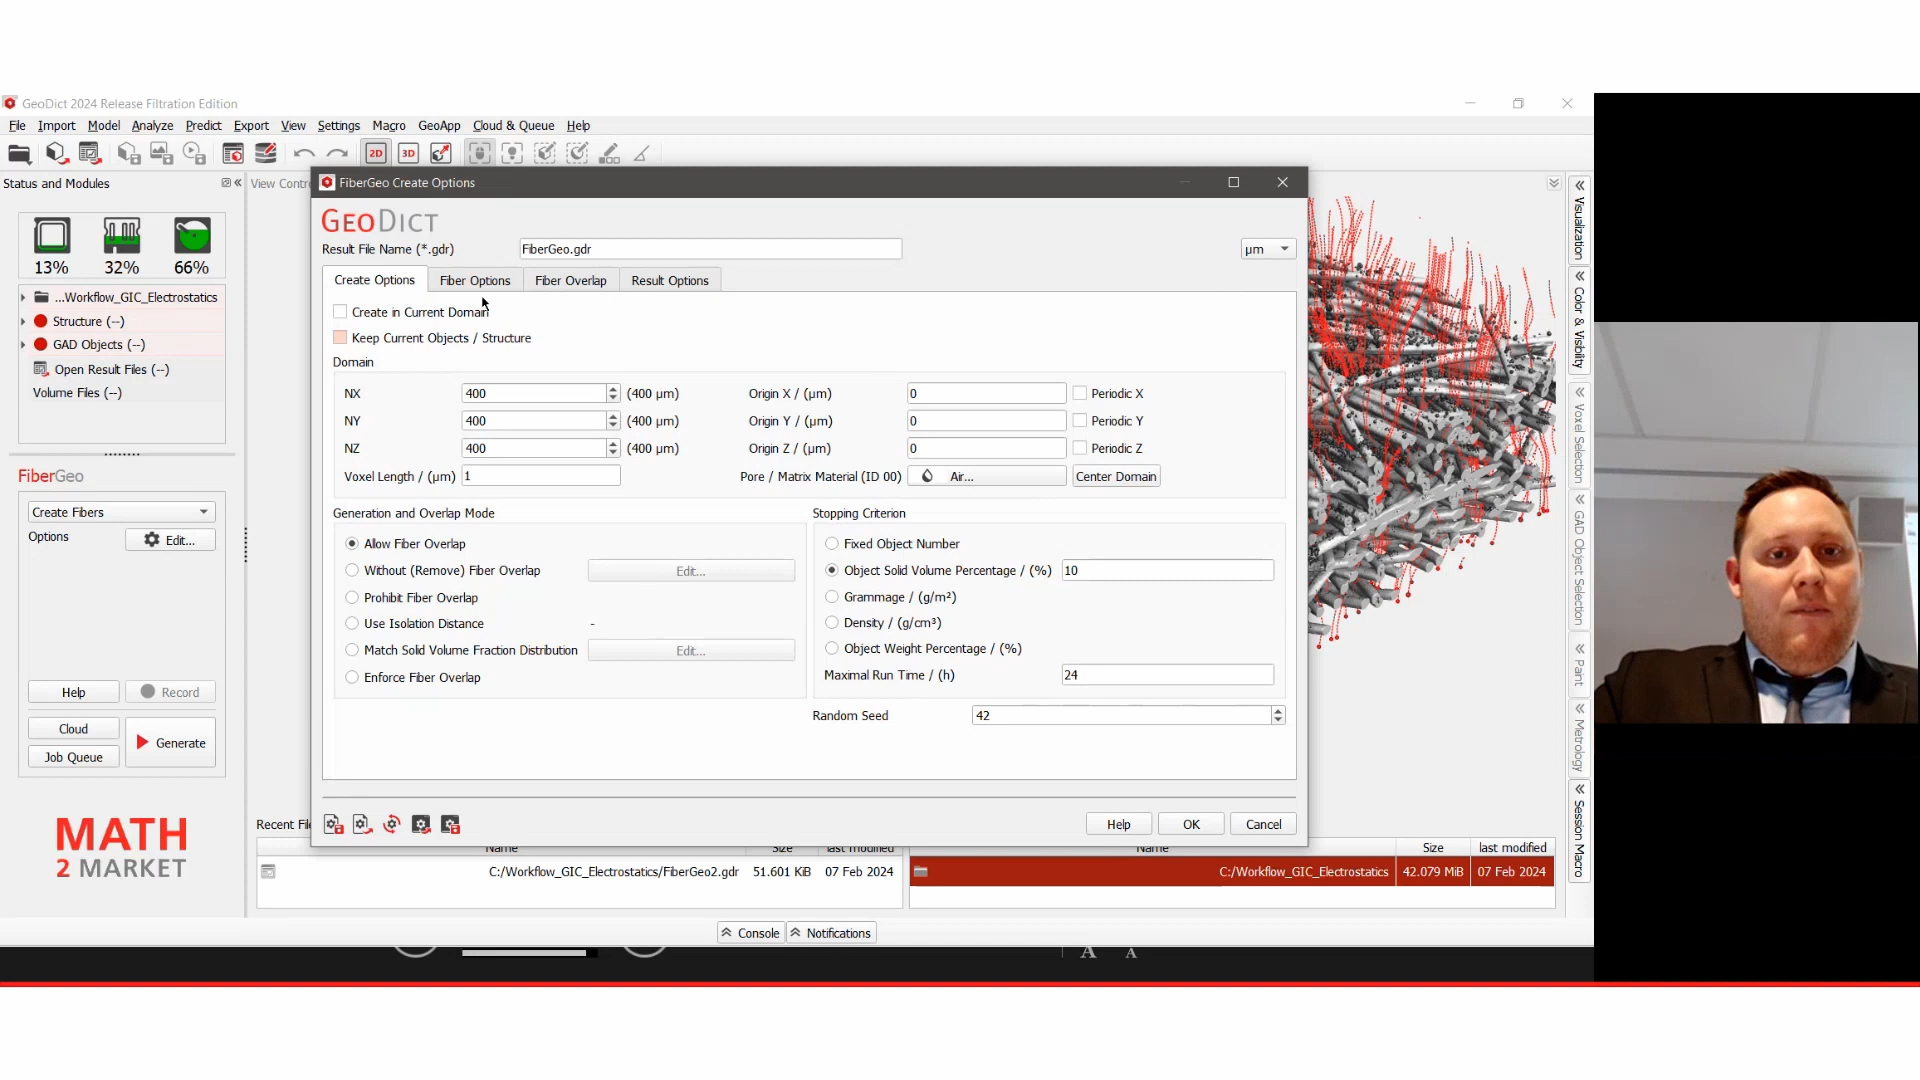 GeoDict 2024 Release Filtration Edition
File Import Model Analyze Predict Export View Settings Macro GeoApp Cloud & Queue Help
2D 3D
Status and Modules
View Contr
13% 32% 66%
...Workflow_GIC_Electrostatics
Structure (--)
GAD Objects (--)
Open Result Files (--)
Volume Files (--)
FiberGeo
Create Fibers
Options Edit...
Help Record
Cloud
Generate
Job Queue
MATH
2 MARKET
FiberGeo Create Options
GEODICT
Result File Name (*.gdr) FiberGeo.gdr µm
Create Options Fiber Options Fiber Overlap Result Options
Create in Current Domain
Keep Current Objects / Structure
Domain
NX 400 (400 µm) Origin X / (µm) 0 Periodic X
NY 400 (400 µm) Origin Y / (µm) 0 Periodic Y
NZ 400 (400 µm) Origin Z / (µm) 0 Periodic Z
Voxel Length / (µm) 1 Pore / Matrix Material (ID 00) Air... Center Domain
Generation and Overlap Mode
Allow Fiber Overlap
Without (Remove) Fiber Overlap Edit...
Prohibit Fiber Overlap
Use Isolation Distance -
Match Solid Volume Fraction Distribution Edit...
Enforce Fiber Overlap
Stopping Criterion
Fixed Object Number
Object Solid Volume Percentage / (%) 10
Grammage / (g/m²)
Density / (g/cm³)
Object Weight Percentage / (%)
Maximal Run Time / (h) 24
Random Seed 42
Help OK Cancel
Recent Fil
Name Size last modified
C:/Workflow_GIC_Electrostatics/FiberGeo2.gdr 51.601 KiB 07 Feb 2024
Name Size last modified
C:/Workflow_GIC_Electrostatics 42.079 MiB 07 Feb 2024
Console Notifications
Visualization
Color & Visibility
Voxel Selection
GAD Object Selection
Paint
Metrology
Session Macro
A A